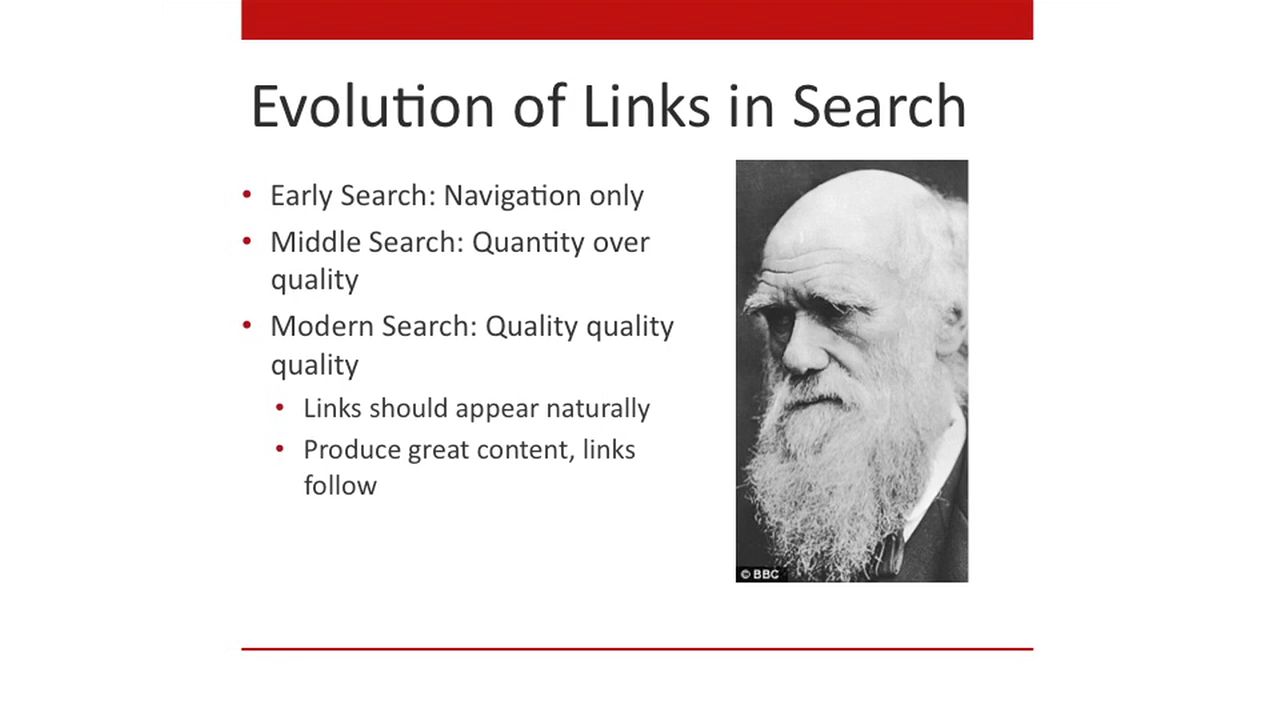 Evolution of Links in Search
• Early Search: Navigation only
• Middle Search: Quantity over
quality
• Modern Search: Quality quality
quality
• Links should appear naturally
• Produce great content, links
follow
© BBC